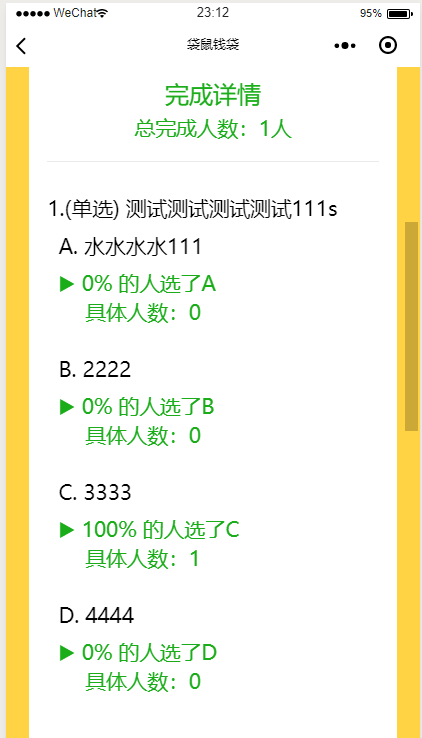 ●●●●● WeChat 23:12 95%
袋鼠钱袋
完成详情
总完成人数：1人
1.(单选) 测试测试测试测试111s
A. 水水水水111
▶ 0% 的人选了A
具体人数：0
B. 2222
▶ 0% 的人选了B
具体人数：0
C. 3333
▶ 100% 的人选了C
具体人数：1
D. 4444
▶ 0% 的人选了D
具体人数：0